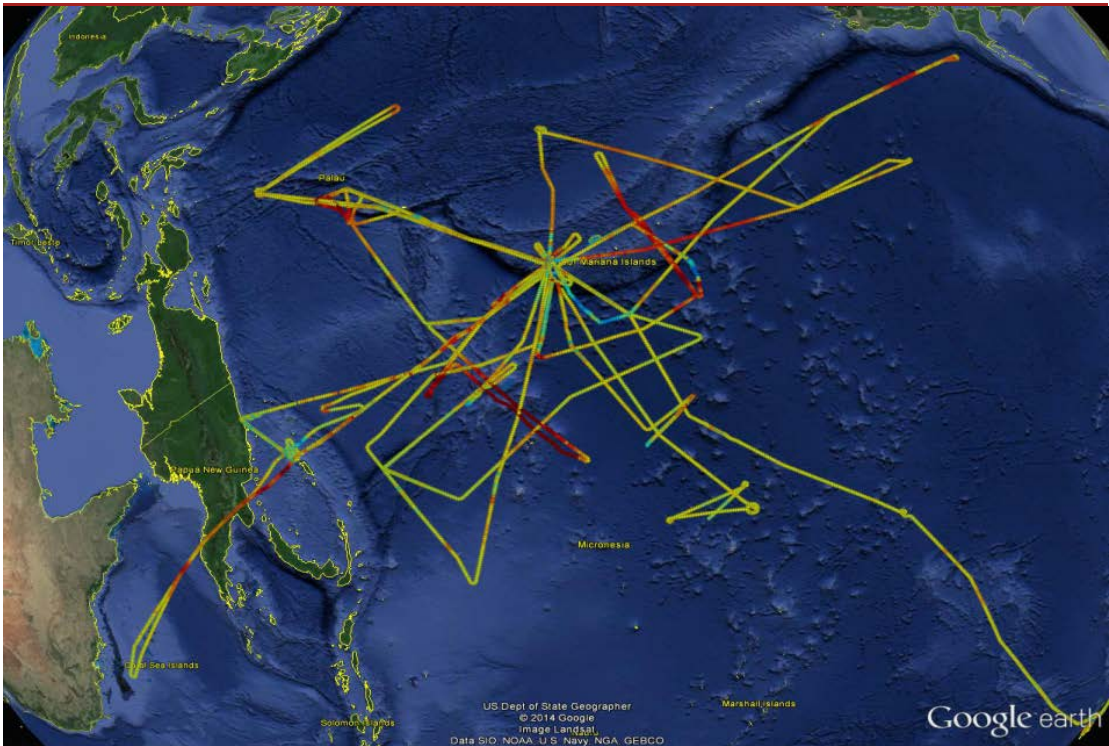 Indonesia
Palau
Timor-Leste
Mariana Islands
Papua New Guinea
Micronesia
Coral Sea Islands
Solomon Islands
Marshall Islands
US Dept of State Geographer
© 2014 Google
Image Landsat
Data SIO, NOAA, U.S. Navy, NGA, GEBCO
Google earth